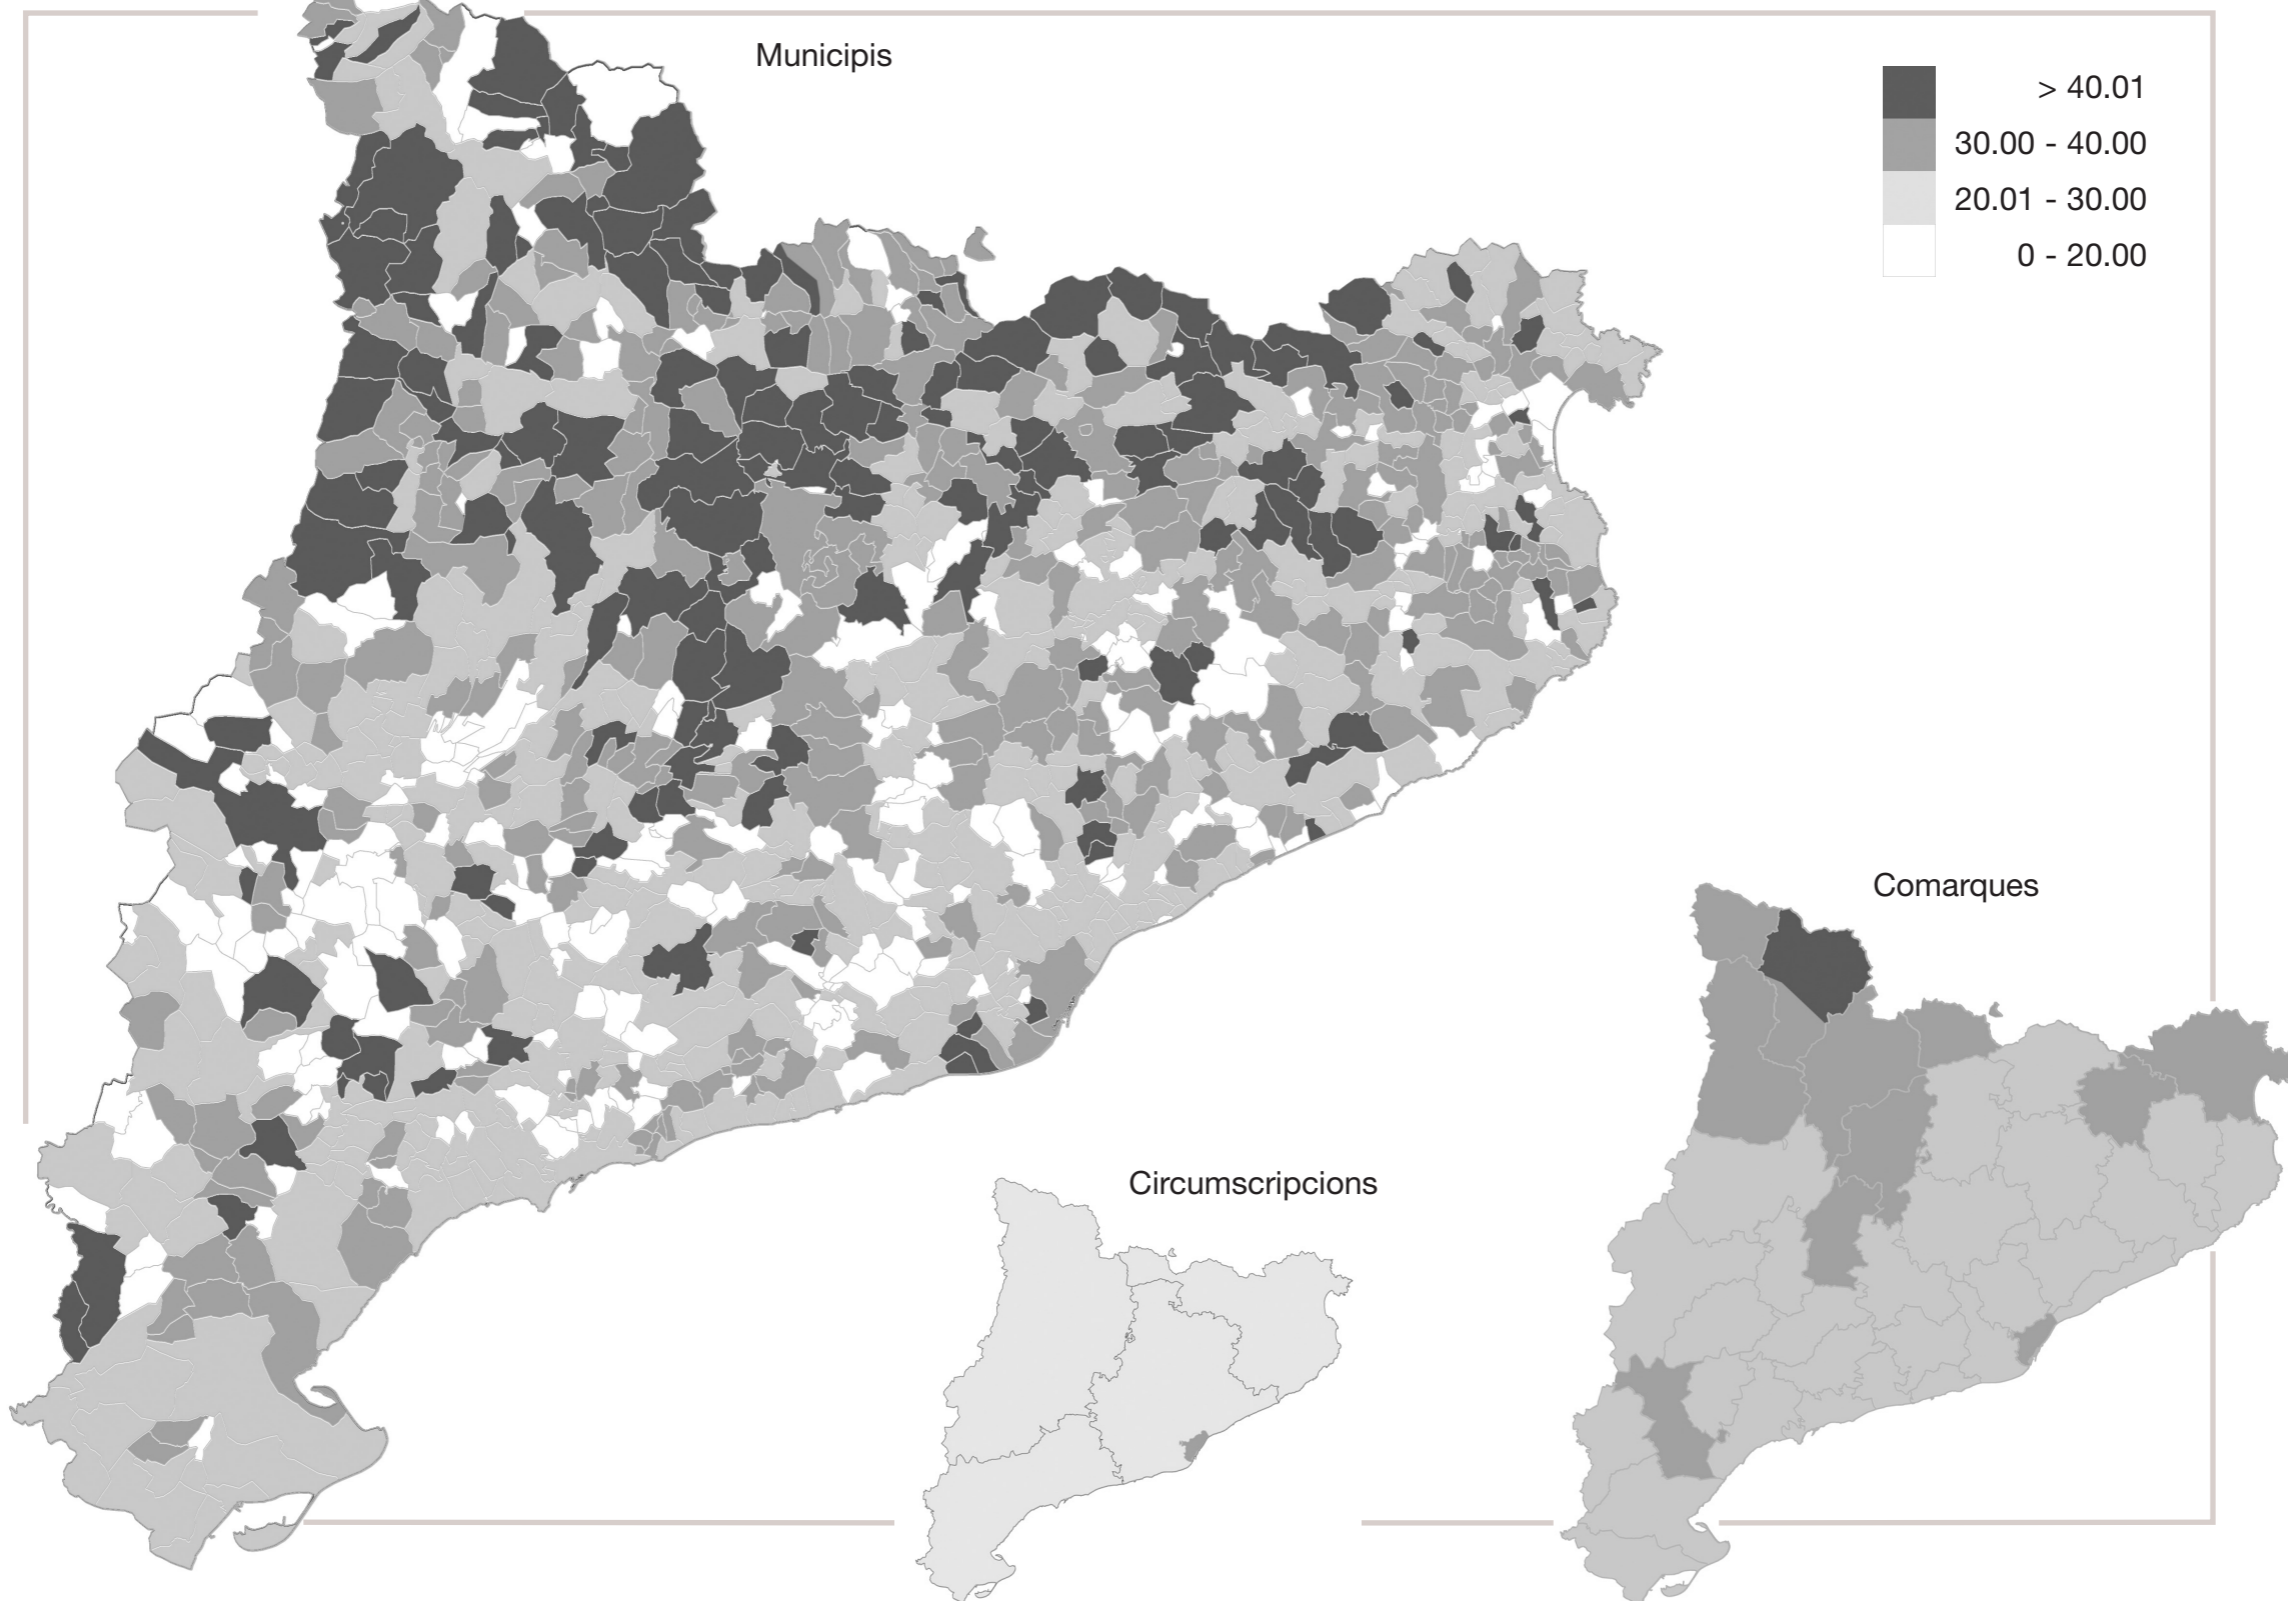 Municipis
> 40.01
30.00 - 40.00
20.01 - 30.00
0 - 20.00
Comarques
Circumscripcions